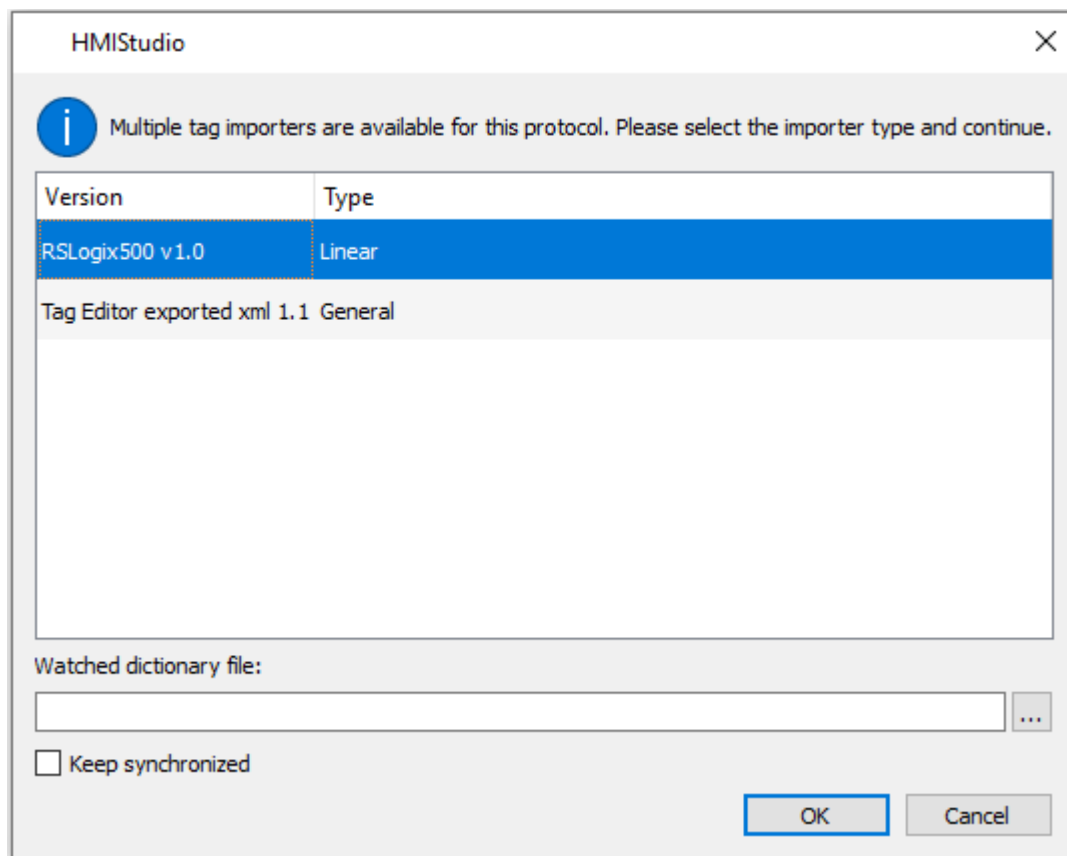 HMIStudio
Multiple tag importers are available for this protocol. Please select the importer type and continue.
Version Type
RSLogix500 v1.0 Linear
Tag Editor exported xml 1.1 General
Watched dictionary file:
...
Keep synchronized
OK Cancel